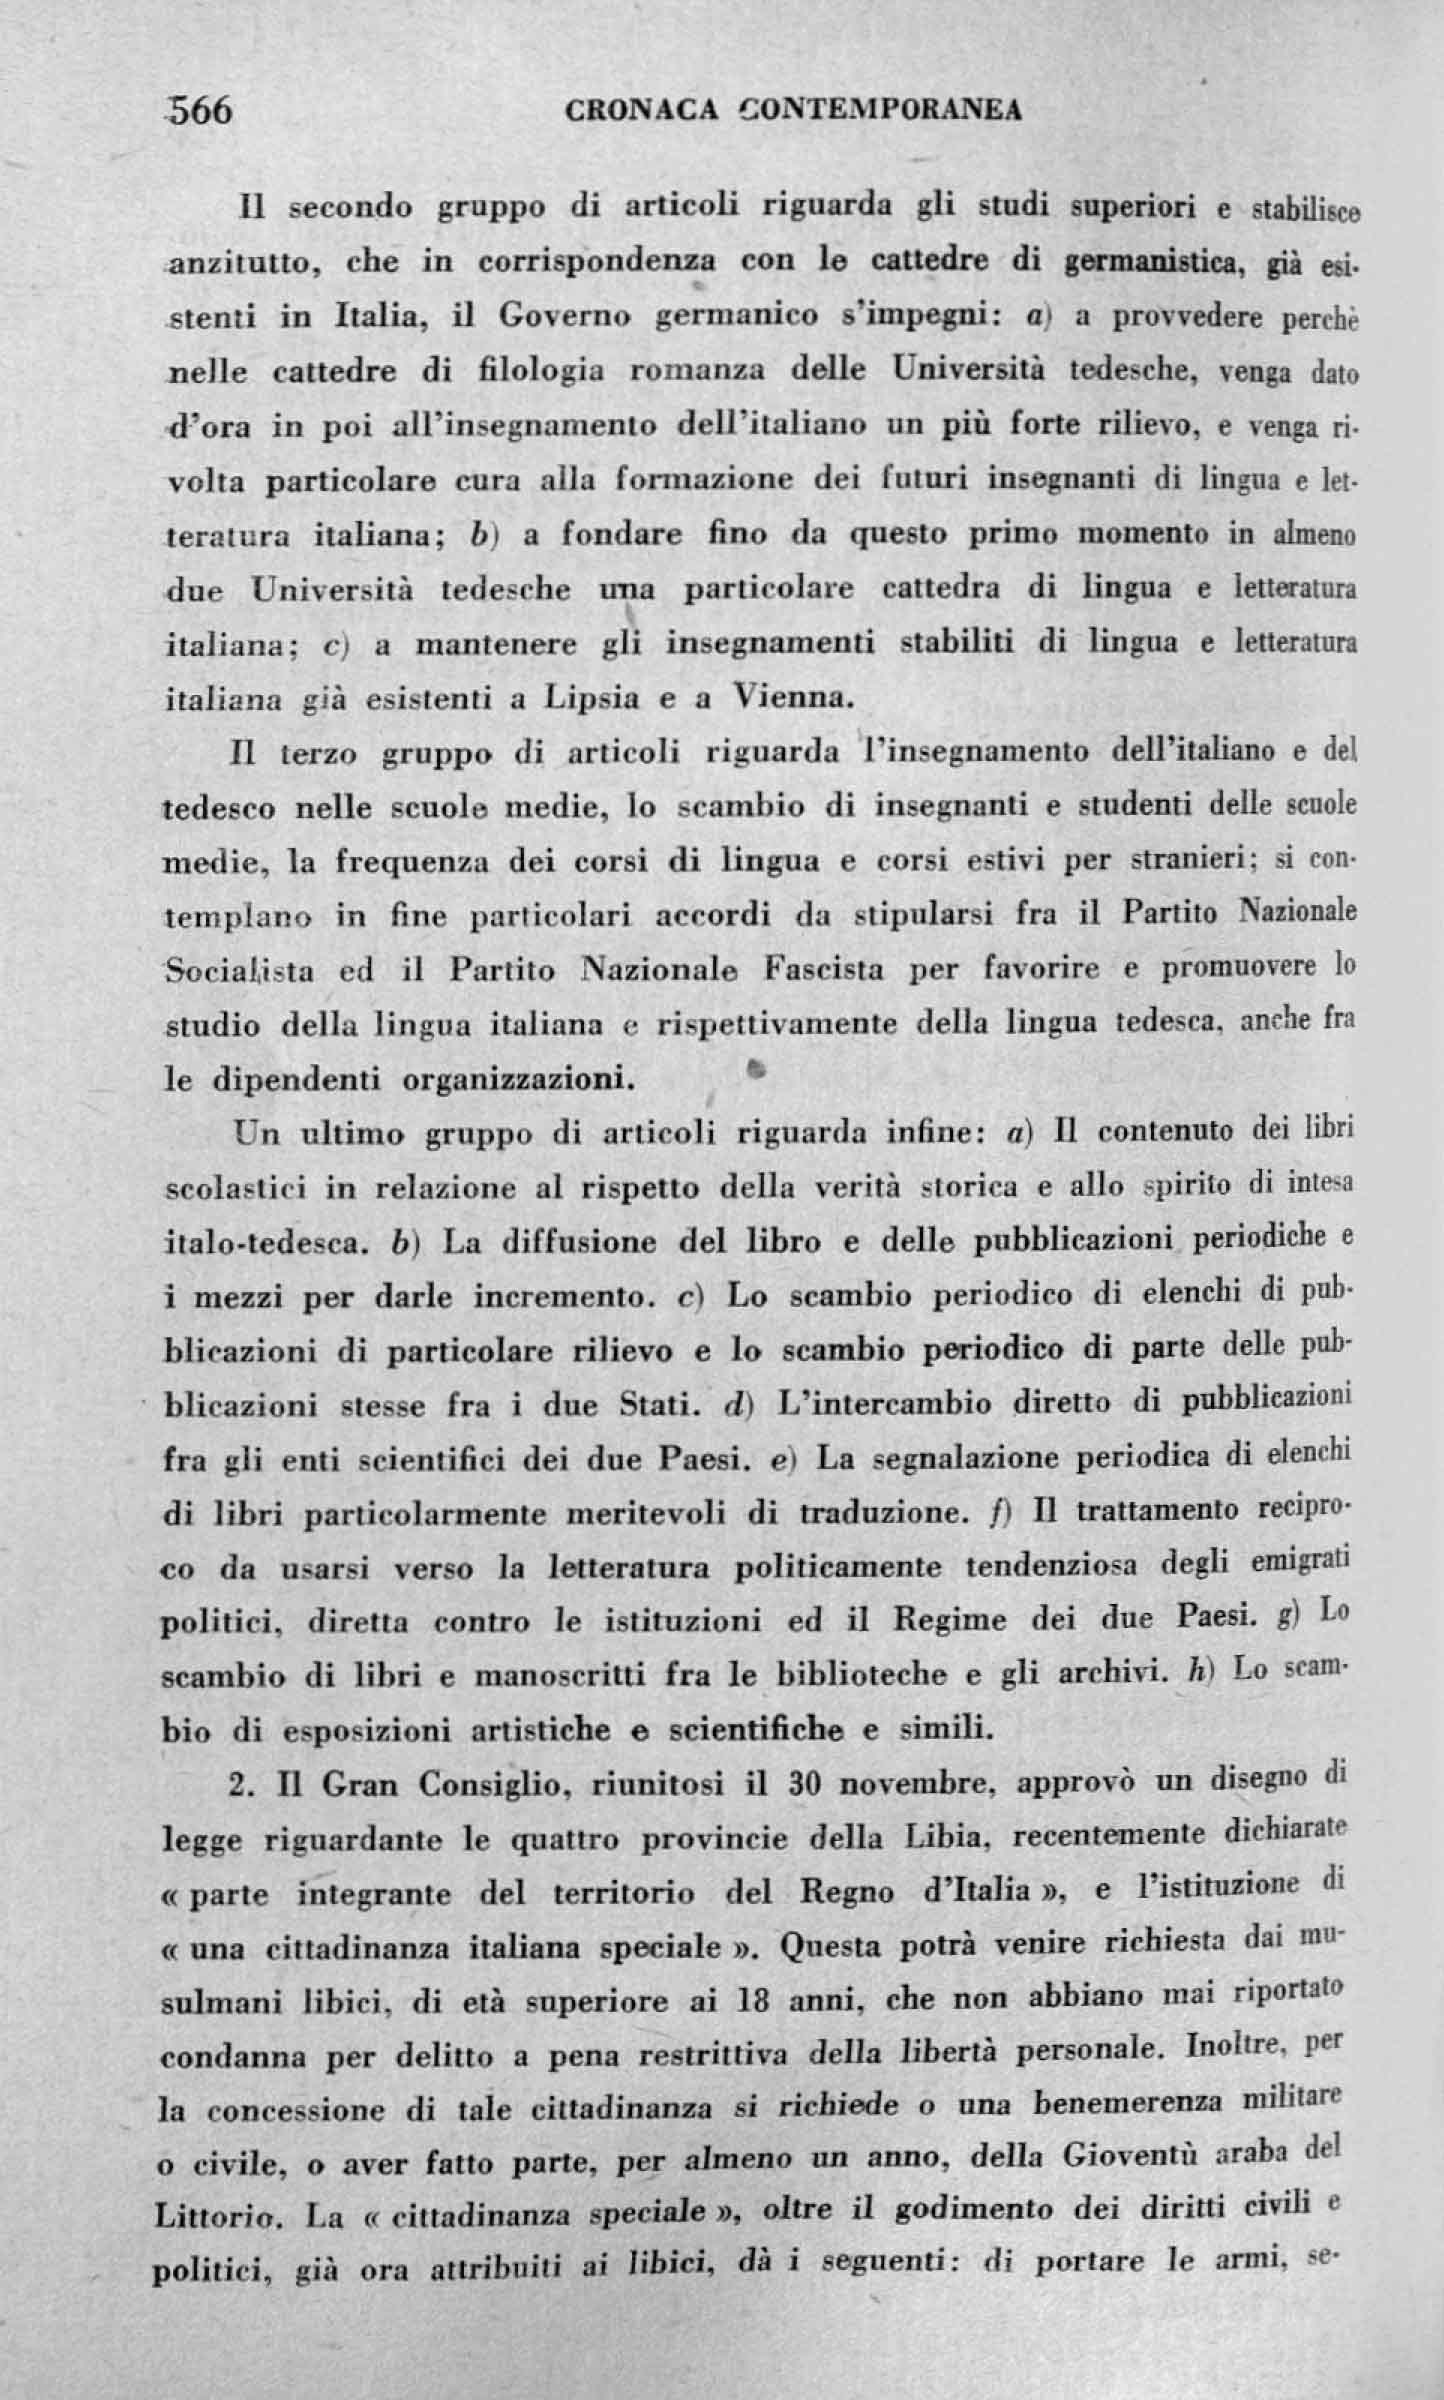 566
CRONACA CONTEMPORANEA
Il secondo gruppo di articoli riguarda gli studi superiori e stabilisce
anzitutto, che in corrispondenza con le cattedre di germanistica, già esi-
stenti in Italia, il Governo germanico s'impegni: a) a provvedere perchè
nelle cattedre di filologia romanza delle Università tedesche, venga dato
d'ora in poi all'insegnamento dell'italiano un più forte rilievo, e venga ri-
volta particolare cura alla formazione dei futuri insegnanti di lingua e let-
teratura italiana; b) a fondare fino da questo primo momento in almeno
due Università tedesche una particolare cattedra di lingua e letteratura
italiana; c) a mantenere gli insegnamenti stabiliti di lingua e letteratura
italiana già esistenti a Lipsia e a Vienna.
Il terzo gruppo di articoli riguarda l'insegnamento dell'italiano e del
tedesco nelle scuole medie, lo scambio di insegnanti e studenti delle scuole
medie, la frequenza dei corsi di lingua e corsi estivi per stranieri; si con-
templano in fine particolari accordi da stipularsi fra il Partito Nazionale
Socialista ed il Partito Nazionale Fascista per favorire e promuovere lo
studio della lingua italiana e rispettivamente della lingua tedesca, anche fra
le dipendenti organizzazioni.
Un ultimo gruppo di articoli riguarda infine: a) Il contenuto dei libri
scolastici in relazione al rispetto della verità storica e allo spirito di intesa
italo-tedesca. b) La diffusione del libro e delle pubblicazioni periodiche e
i mezzi per darle incremento. c) Lo scambio periodico di elenchi di pub-
blicazioni di particolare rilievo e lo scambio periodico di parte delle pub-
blicazioni stesse fra i due Stati. d) L'intercambio diretto di pubblicazioni
fra gli enti scientifici dei due Paesi. e) La segnalazione periodica di elenchi
di libri particolarmente meritevoli di traduzione. f) Il trattamento recipro-
co da usarsi verso la letteratura politicamente tendenziosa degli emigrati
politici, diretta contro le istituzioni ed il Regime dei due Paesi. g) Lo
scambio di libri e manoscritti fra le biblioteche e gli archivi. h) Lo scam-
bio di esposizioni artistiche e scientifiche e simili.
2. Il Gran Consiglio, riunitosi il 30 novembre, approvò un disegno di
legge riguardante le quattro provincie della Libia, recentemente dichiarate
« parte integrante del territorio del Regno d'Italia », e l'istituzione di
« una cittadinanza italiana speciale ». Questa potrà venire richiesta dai mu-
sulmani libici, di età superiore ai 18 anni, che non abbiano mai riportato
condanna per delitto a pena restrittiva della libertà personale. Inoltre, per
la concessione di tale cittadinanza si richiede o una benemerenza militare
o civile, o aver fatto parte, per almeno un anno, della Gioventù araba del
Littorio. La « cittadinanza speciale », oltre il godimento dei diritti civili e
politici, già ora attribuiti ai libici, dà i seguenti: di portare le armi, se-